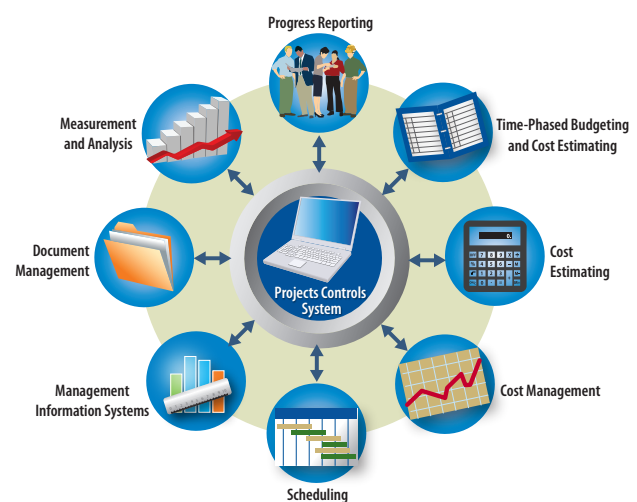 Progress Reporting
Measurement
and Analysis
Time-Phased Budgeting
and Cost Estimating
Document
Management
Projects Controls
System
0.
Cost
Estimating
Management
Information Systems
Cost Management
Scheduling